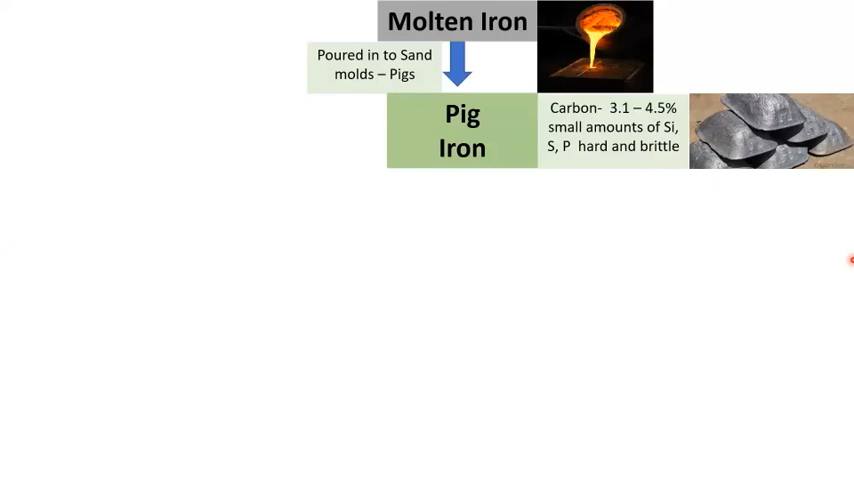 Molten Iron
Poured in to Sand
molds – Pigs
Pig
Iron
Carbon-  3.1 – 4.5%
small amounts of Si,
S, P  hard and brittle